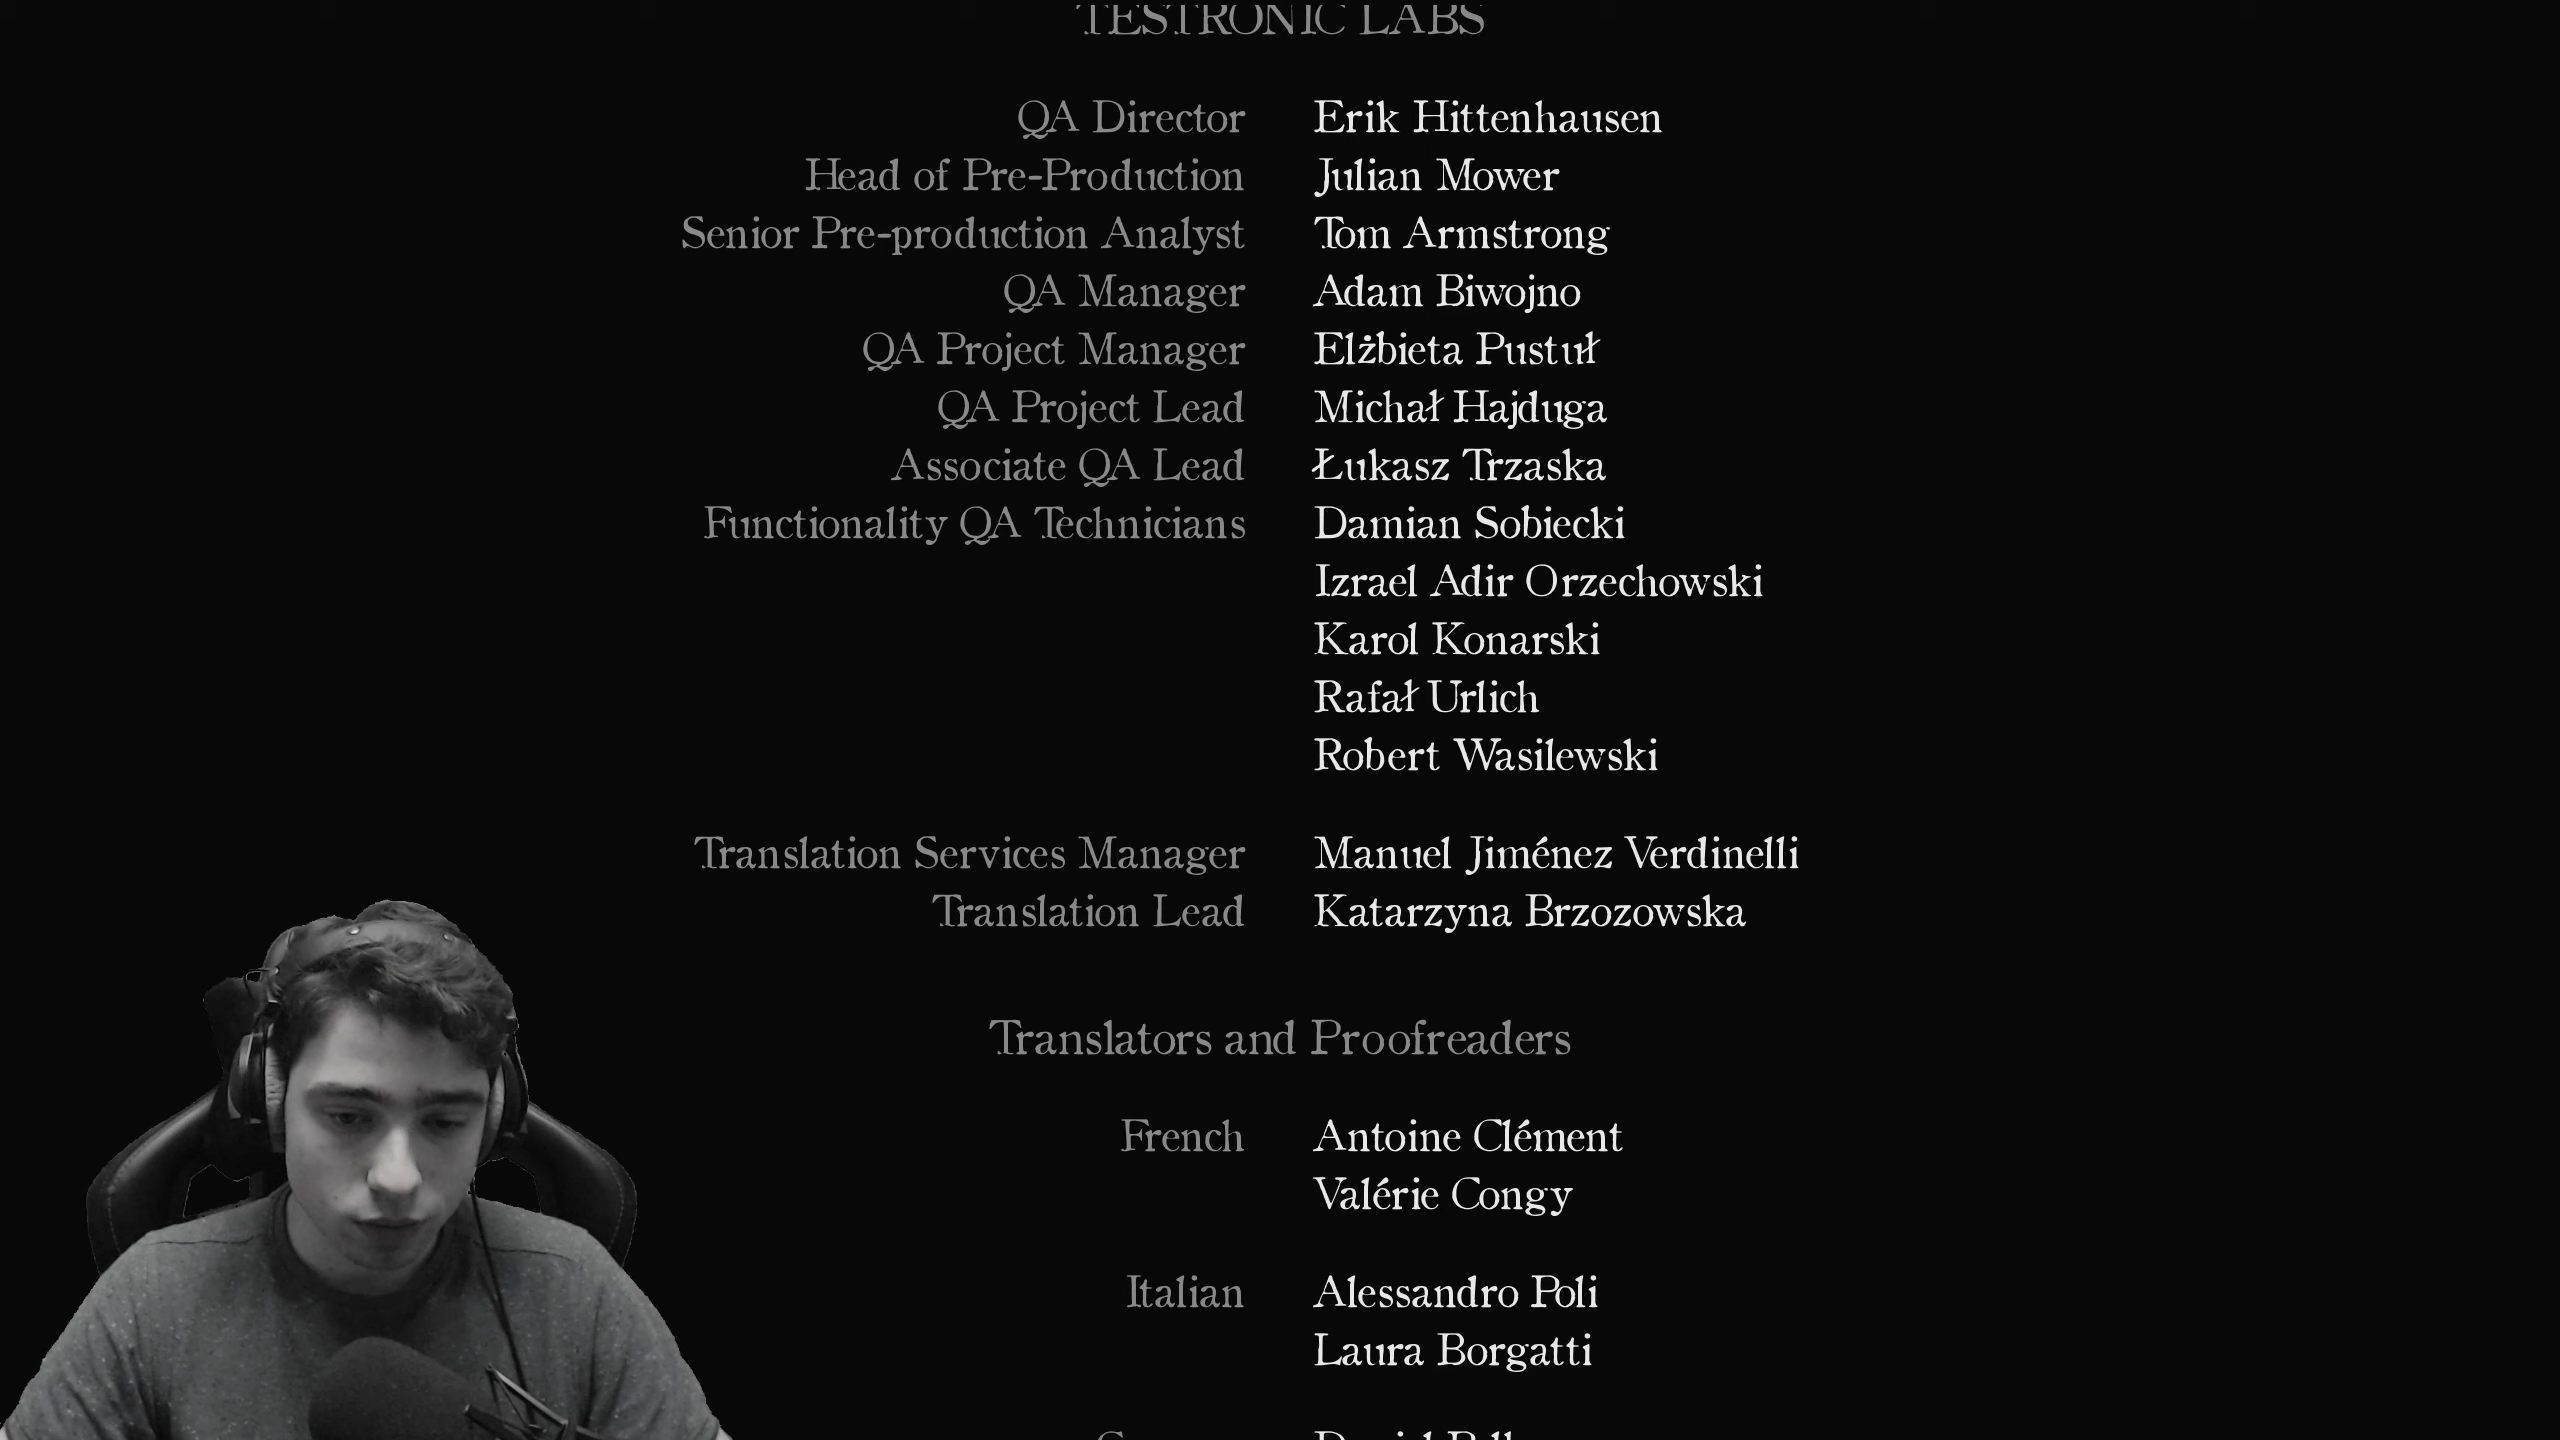 TESTRONIC LABS
QA Director Erik Hittenhausen
Head of Pre-Production Julian Mower
Senior Pre-production Analyst Tom Armstrong
QA Manager Adam Biwojno
QA Project Manager Elżbieta Pustuł
QA Project Lead Michał Hajduga
Associate QA Lead Łukasz Trzaska
Functionality QA Technicians Damian Sobiecki
Izrael Adir Orzechowski
Karol Konarski
Rafał Urlich
Robert Wasilewski
Translation Services Manager Manuel Jiménez Verdinelli
Translation Lead Katarzyna Brzozowska
Translators and Proofreaders
French Antoine Clément
Valérie Congy
Italian Alessandro Poli
Laura Borgatti